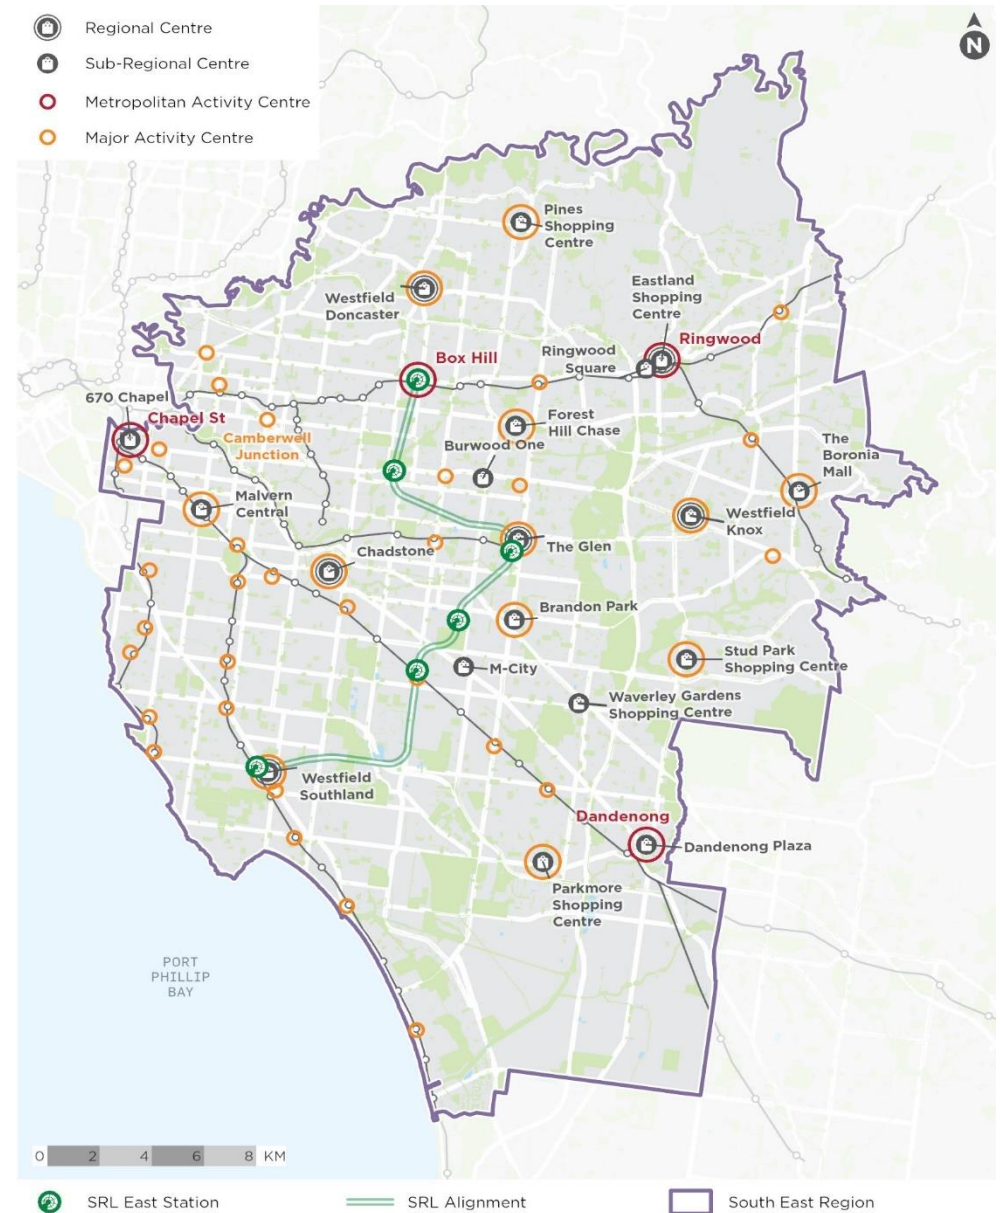 Regional Centre
Sub-Regional Centre
Metropolitan Activity Centre
Major Activity Centre
N
Pines
Shopping
Centre
Westfield
Doncaster
Eastland
Shopping
Centre
Ringwood
Ringwood
Square
Box Hill
670 Chapel
Chapel St
Camberwell
Junction
Forest
Hill Chase
Burwood One
The
Boronia
Mall
Malvern
Central
Westfield
Knox
Chadstone
The Glen
Brandon Park
Stud Park
Shopping Centre
M-City
Waverley Gardens
Shopping Centre
Westfield
Southland
Dandenong
Dandenong Plaza
Parkmore
Shopping
Centre
PORT
PHILLIP
BAY
0 2 4 6 8 KM
SRL East Station
SRL Alignment
South East Region